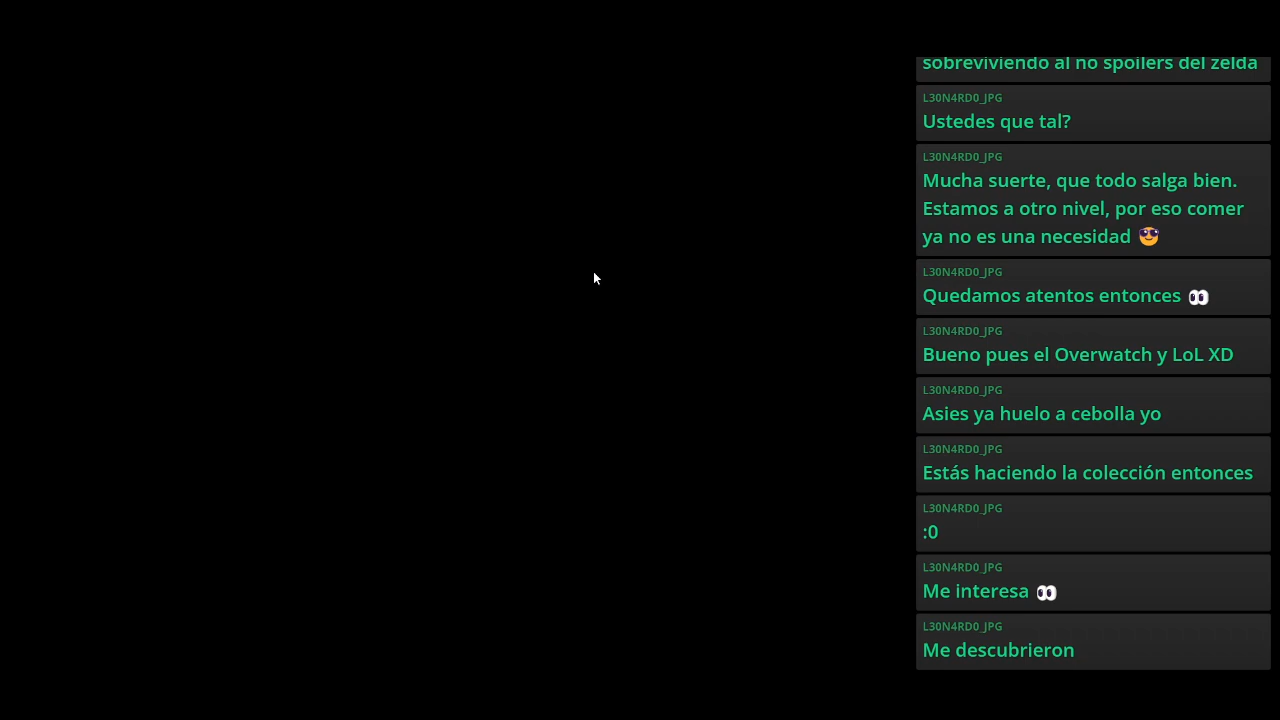 sobreviviendo al no spoilers del zelda
L30N4RD0_JPG
Ustedes que tal?
L30N4RD0_JPG
Mucha suerte, que todo salga bien.
Estamos a otro nivel, por eso comer
ya no es una necesidad 😎
L30N4RD0_JPG
Quedamos atentos entonces 👀
L30N4RD0_JPG
Bueno pues el Overwatch y LoL XD
L30N4RD0_JPG
Asies ya huelo a cebolla yo
L30N4RD0_JPG
Estás haciendo la colección entonces
L30N4RD0_JPG
:0
L30N4RD0_JPG
Me interesa 👀
L30N4RD0_JPG
Me descubrieron